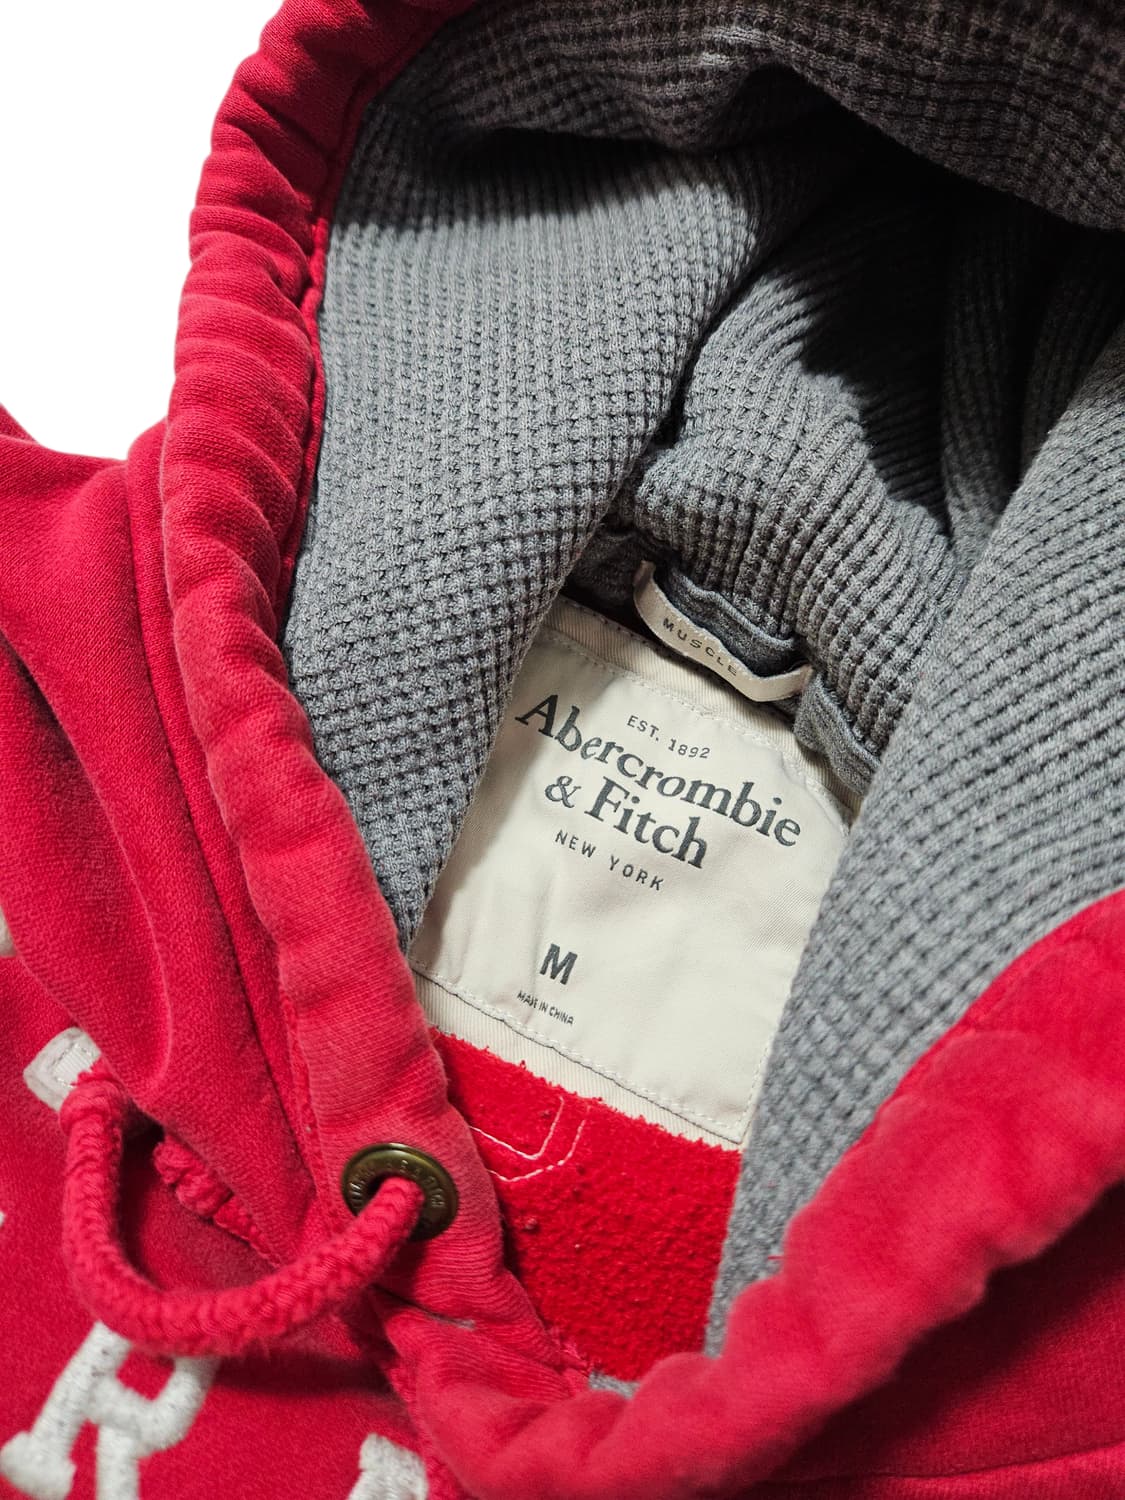 MUSCLE
EST. 1892
Abercrombie
& Fitch
NEW YORK
M
MADE IN CHINA
R